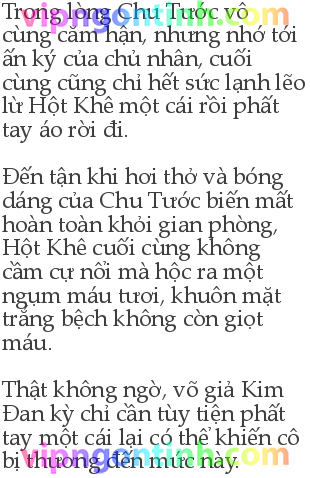 Trong lòng Chu Tước vô
cùng căm hận, nhưng nhớ tới
ấn ký của chủ nhân, cuối
cùng cũng chỉ hết sức lạnh lẽo
lừ Hột Khê một cái rồi phất
tay áo rời đi.
Đến tận khi hơi thở và bóng
dáng của Chu Tước biến mất
hoàn toàn khỏi gian phòng,
Hột Khê cuối cùng không
cầm cự nổi mà hộc ra một
ngụm máu tươi, khuôn mặt
trắng bệch không còn giọt
máu.
Thật không ngờ, võ giả Kim
Đan kỳ chỉ cần tùy tiện phất
tay một cái lại có thể khiến cô
bị thương đến mức này.
vipngontinh.com
vipngontinh.com